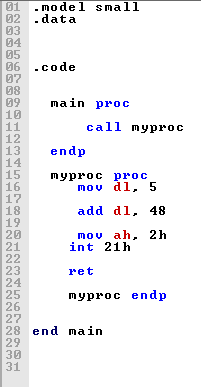 01 .model small
02 .data
03
04
05
06 .code
07
08
09 main proc
10
11 call myproc
12
13 endp
14
15 myproc proc
16 mov dl, 5
17
18 add dl, 48
19
20 mov ah, 2h
21 int 21h
22
23 ret
24
25 myproc endp
26
27
28 end main
29
30
31